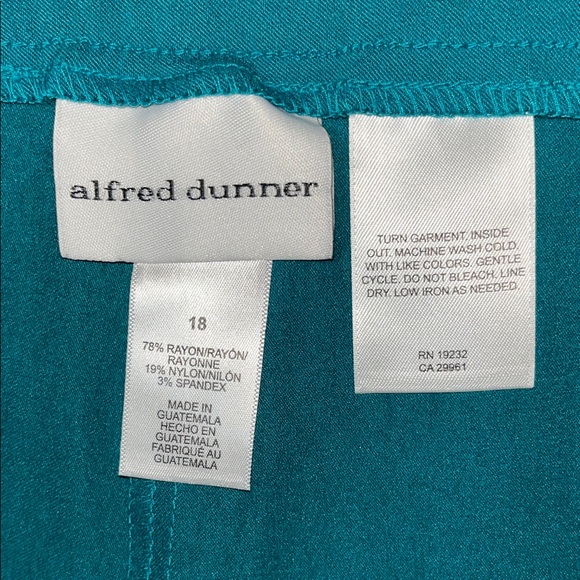 alfred dunner
18
78% RAYON/RAYÓN/
RAYONNE
19% NYLON/NILÓN
3% SPANDEX
MADE IN
GUATEMALA
HECHO EN
GUATEMALA
FABRIQUÉ AU
GUATEMALA
TURN GARMENT, INSIDE
OUT. MACHINE WASH COLD.
WITH LIKE COLORS. GENTLE
CYCLE. DO NOT BLEACH. LINE
DRY. LOW IRON AS NEEDED.
RN 19232
CA 29961